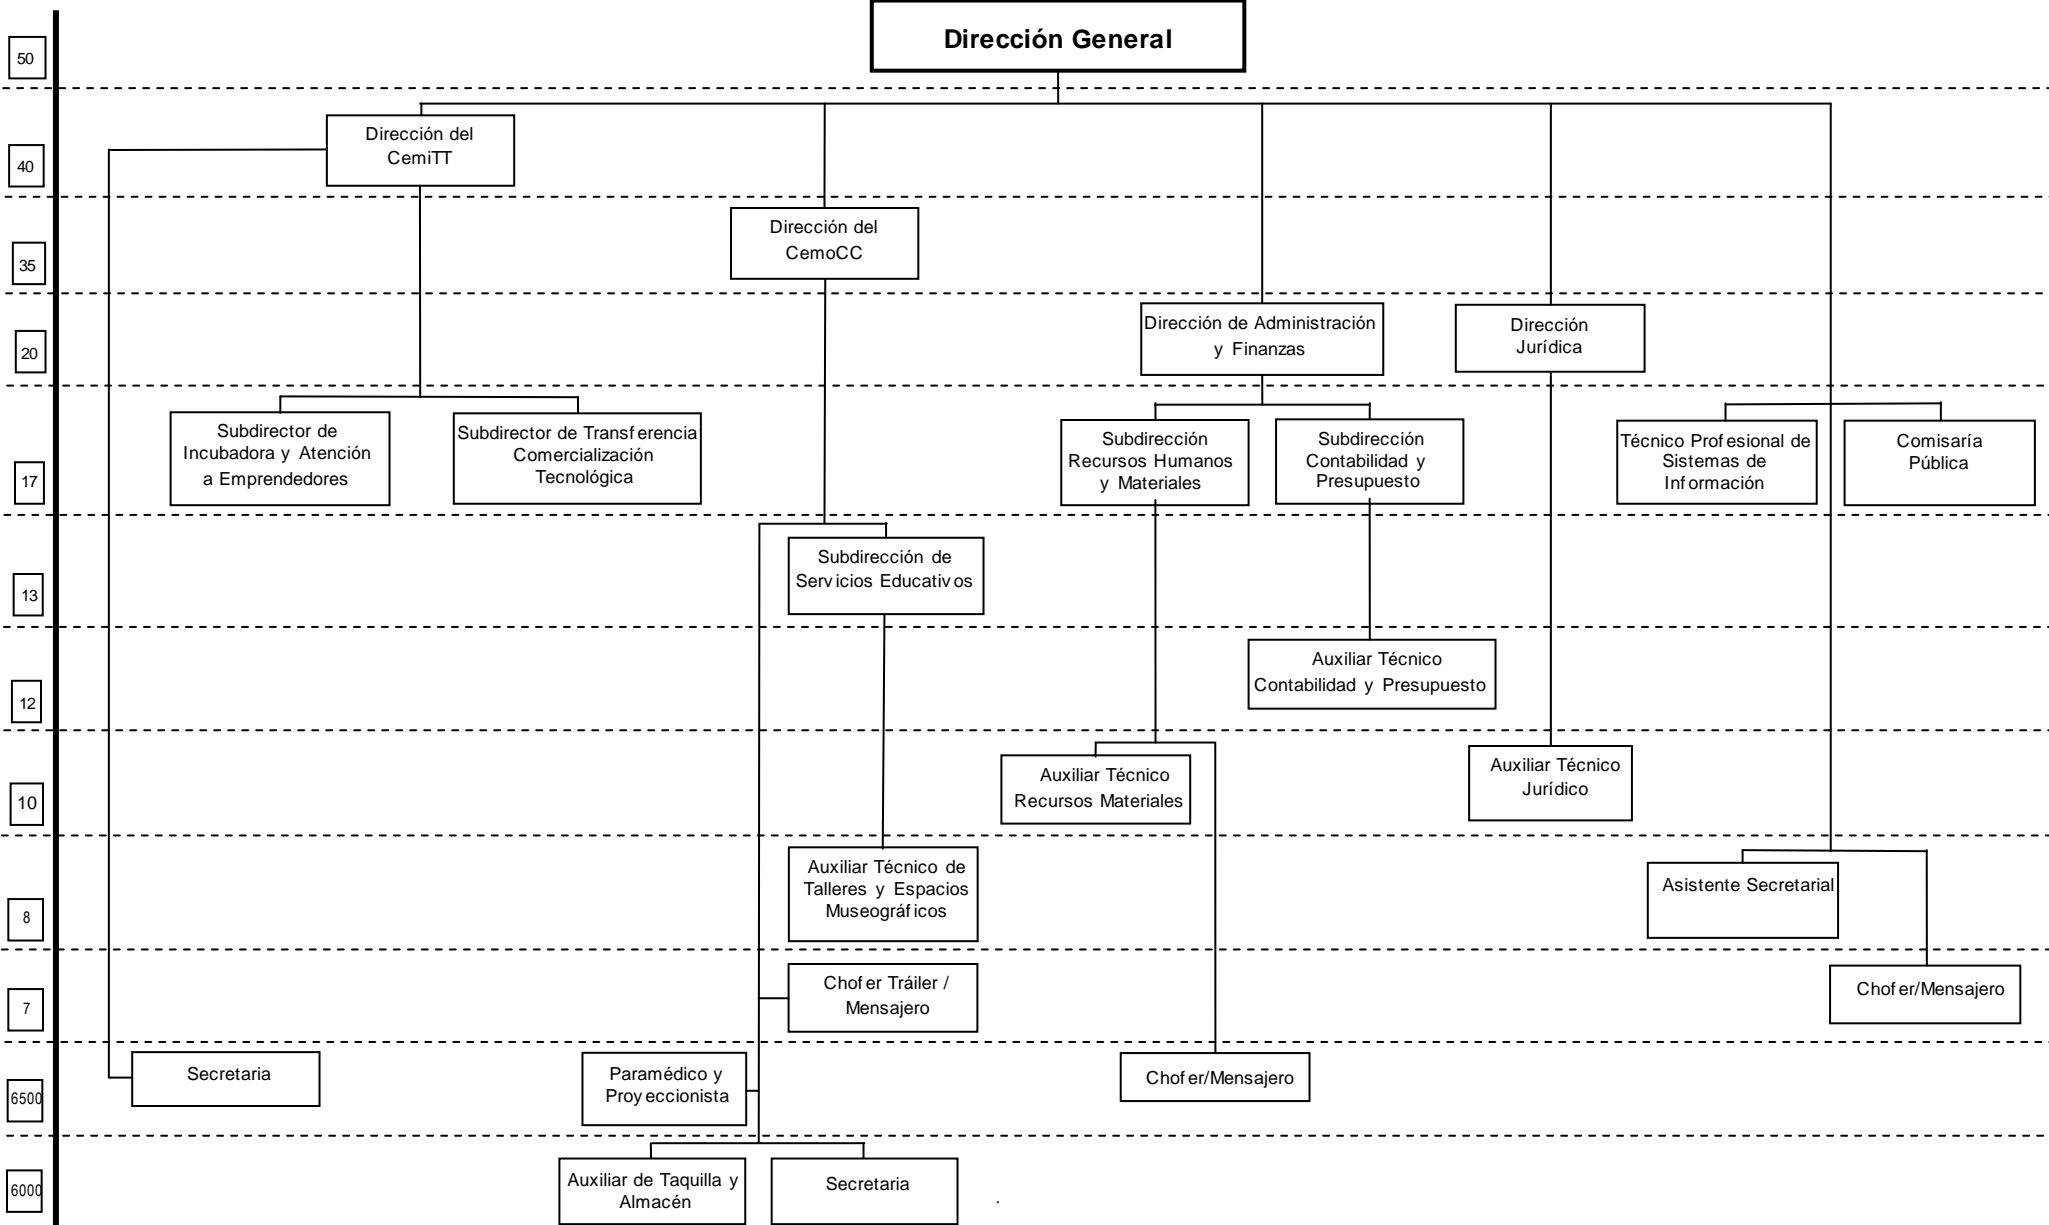 Dirección General
50
Dirección del
CemiTT
40
Dirección del
CemoCC
35
Dirección de Administración
y Finanzas
Dirección
Jurídica
20
Subdirector de
Incubadora y Atención
a Emprendedores
Subdirector de Transferencia
Comercialización
Tecnológica
Subdirección
Recursos Humanos
y Materiales
Subdirección
Contabilidad y
Presupuesto
Técnico Profesional de
Sistemas de
Información
Comisaría
Pública
17
Subdirección de
Servicios Educativos
13
Auxiliar Técnico
Contabilidad y Presupuesto
12
Auxiliar Técnico
Recursos Materiales
Auxiliar Técnico
Jurídico
10
Auxiliar Técnico de
Talleres y Espacios
Museográficos
Asistente Secretarial
8
Chofer Tráiler /
Mensajero
Chofer/Mensajero
7
Secretaria
Paramédico y
Proyeccionista
Chofer/Mensajero
6500
Auxiliar de Taquilla y
Almacén
Secretaria
6000
.